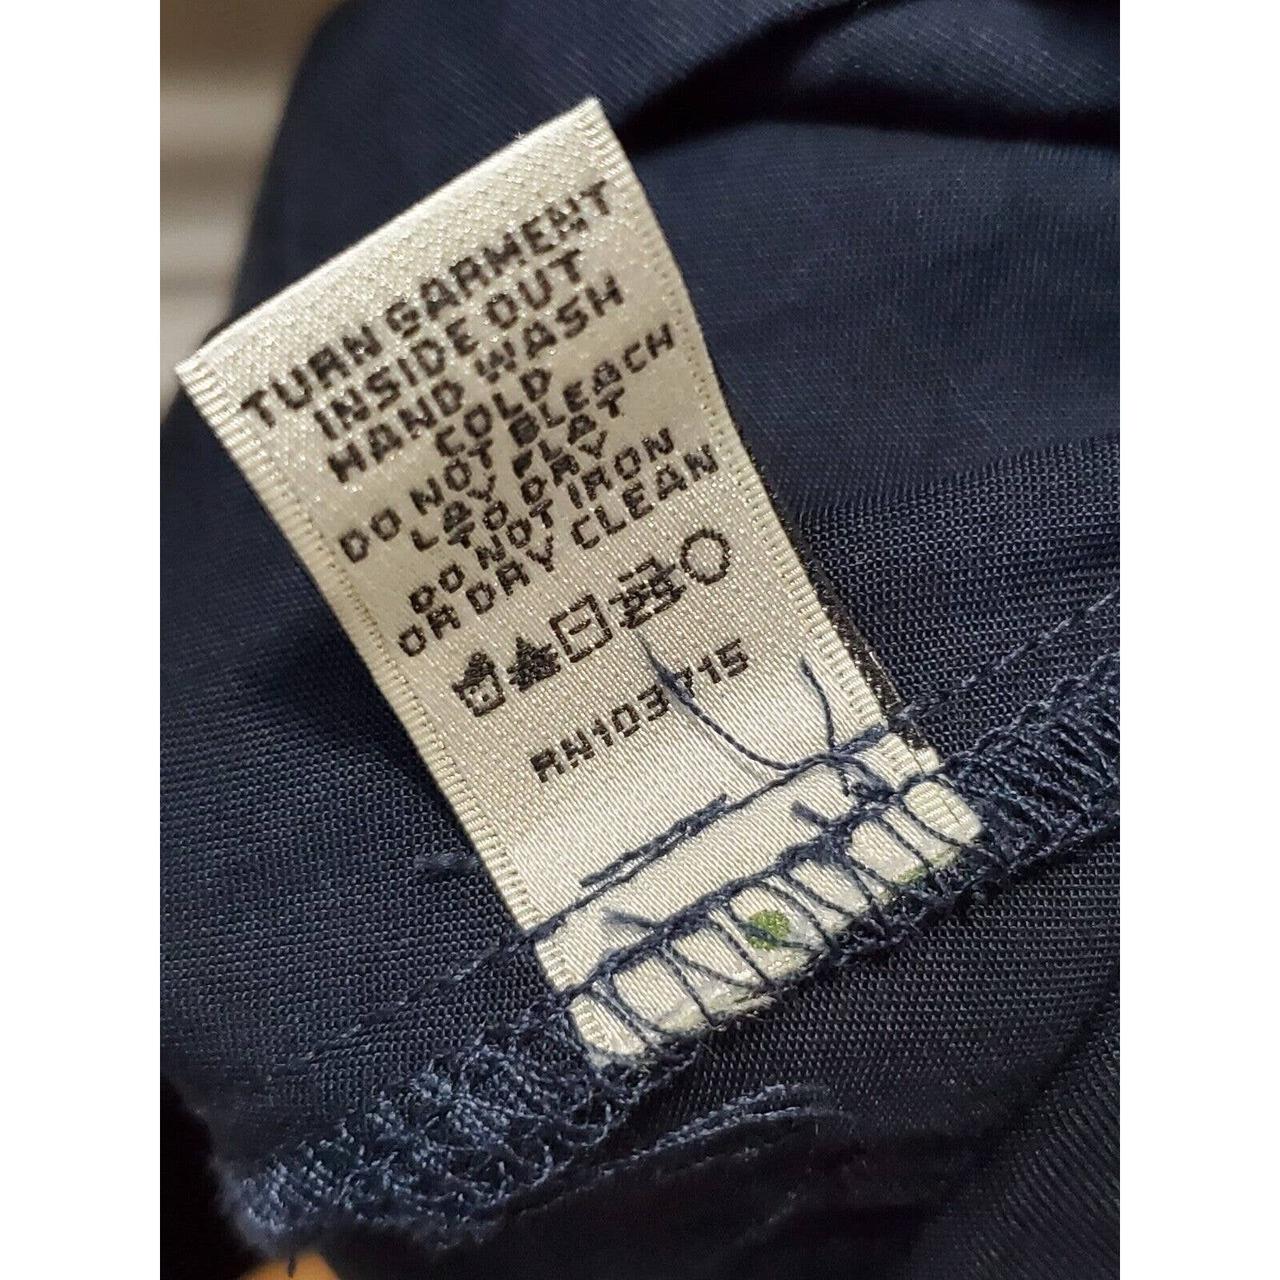 TURN GARMENT
INSIDE OUT
HAND WASH
COLD
DO NOT BLEACH
LAY FLAT
TO DRY
DO NOT IRON
OR DRY CLEAN
RN103715